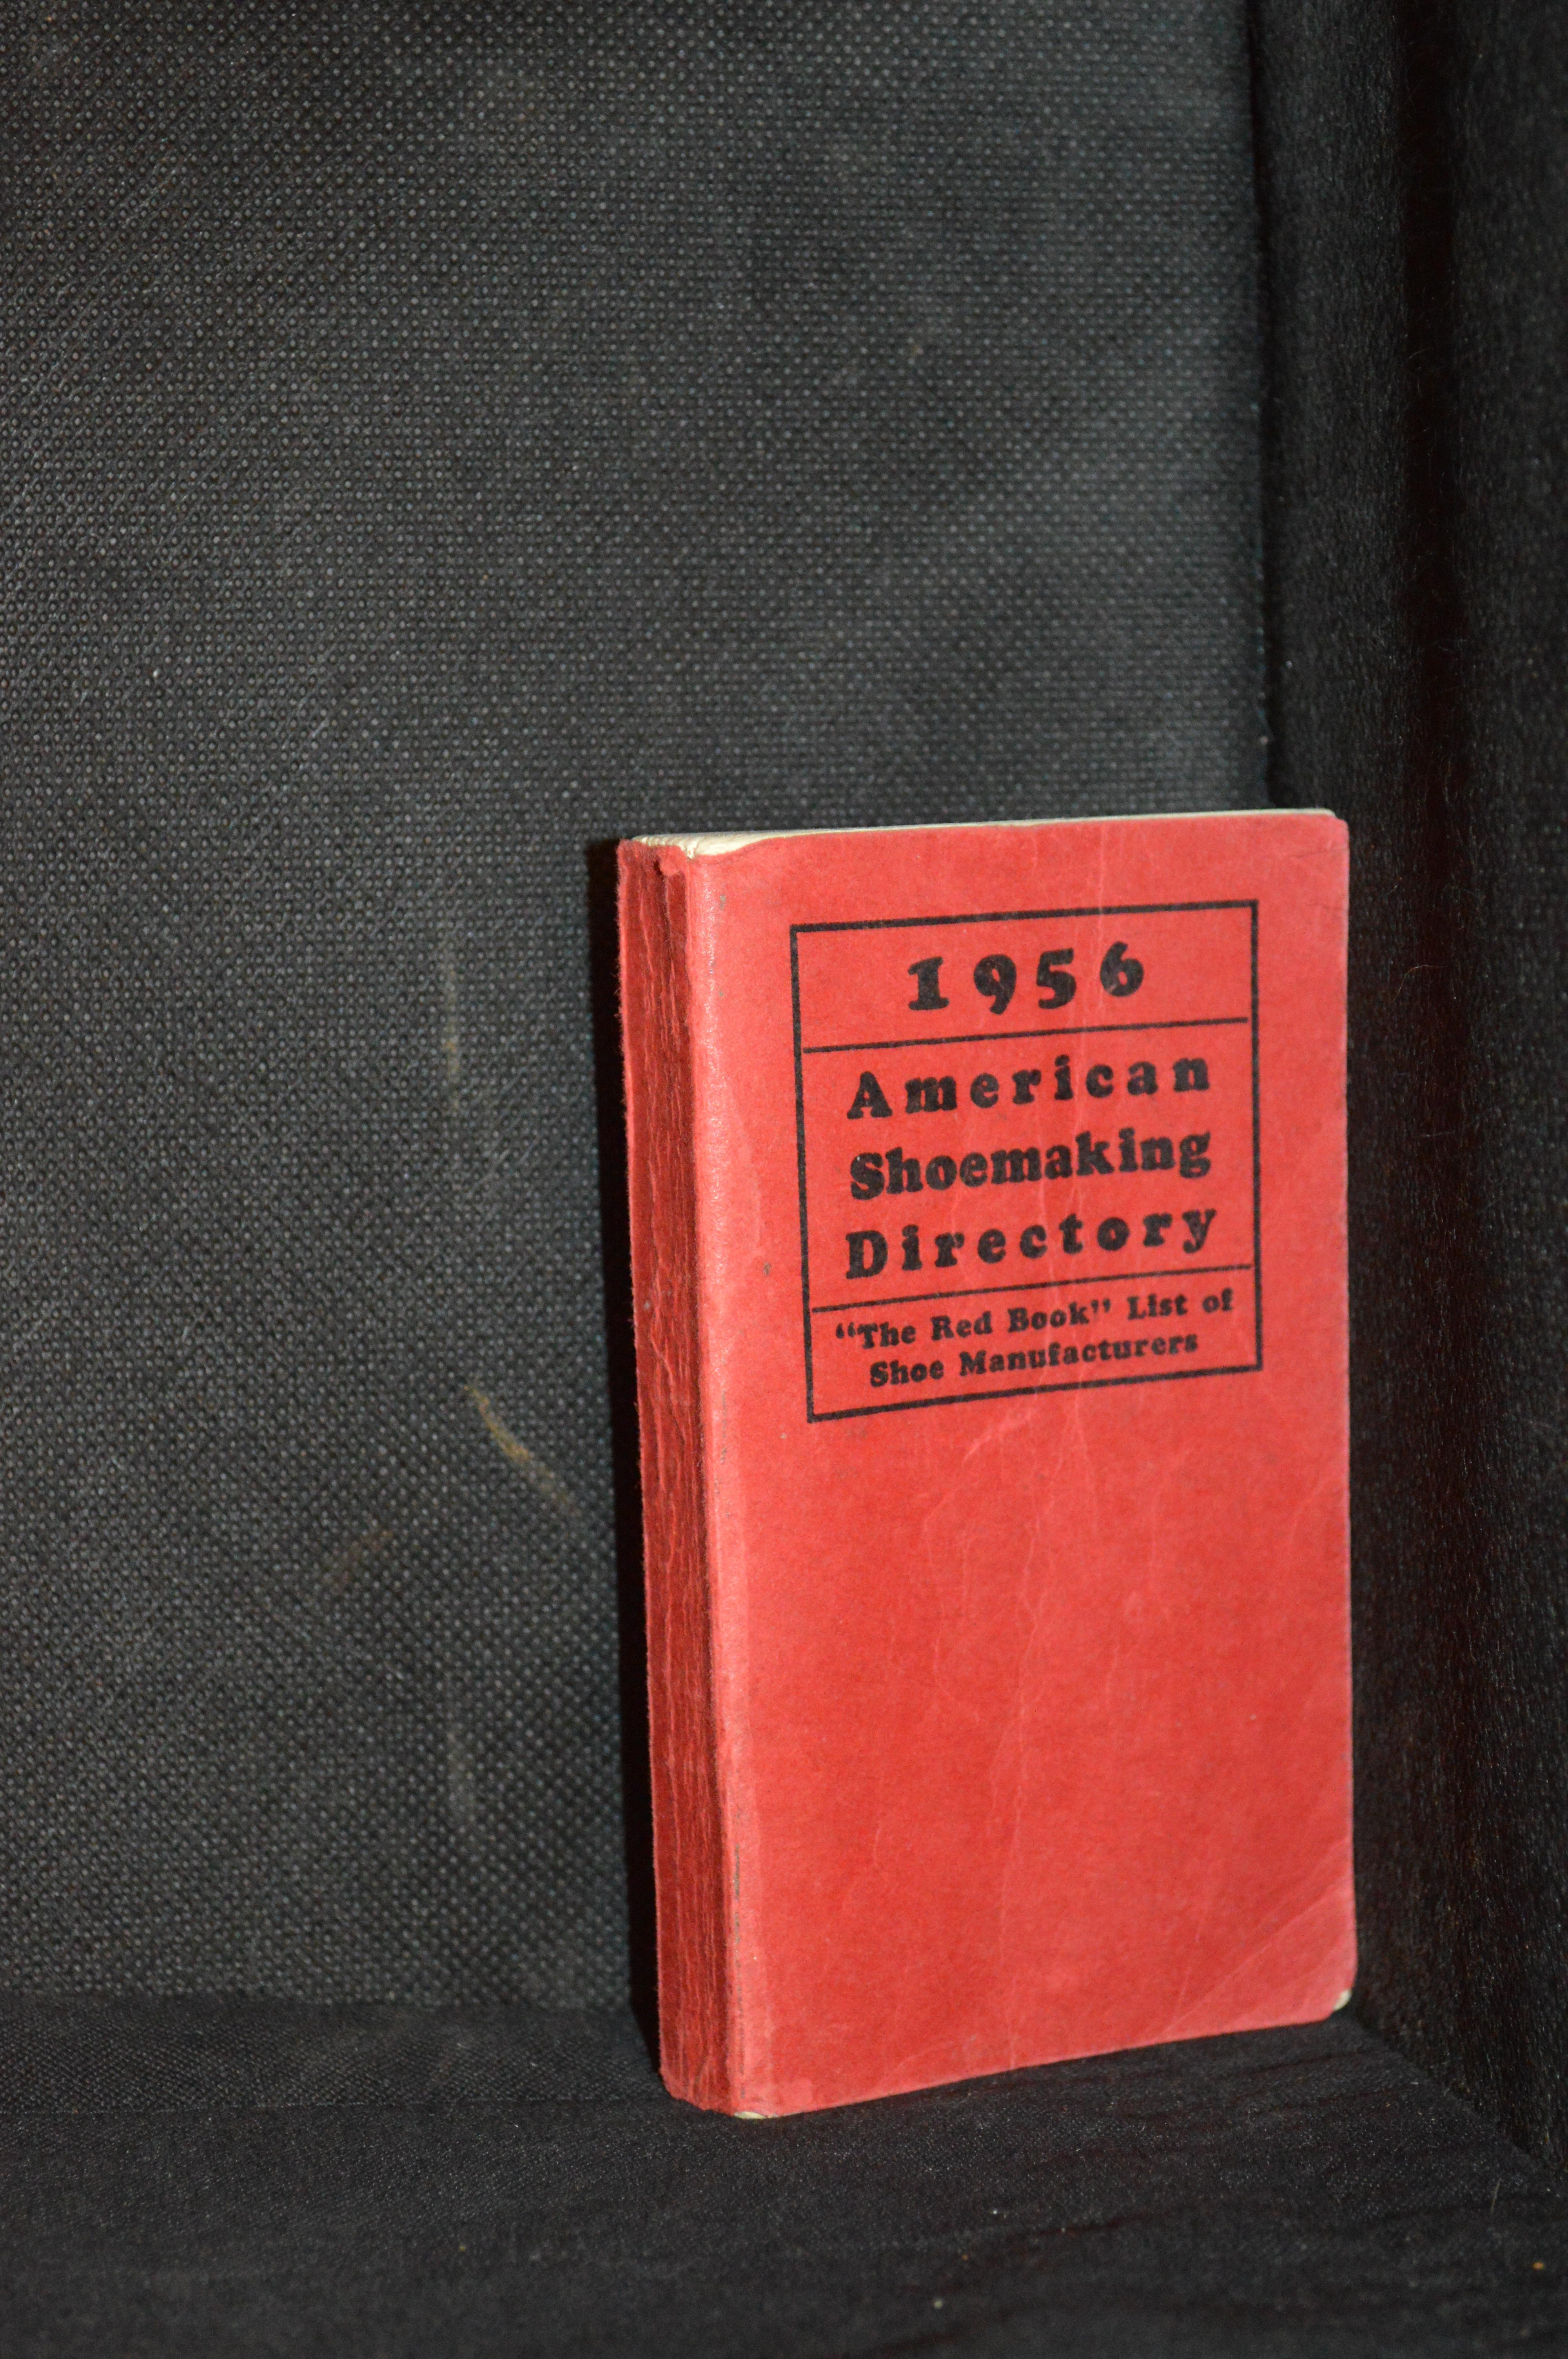 1956
American
Shoemaking
Directory
“The Red Book” List of
Shoe Manufacturers